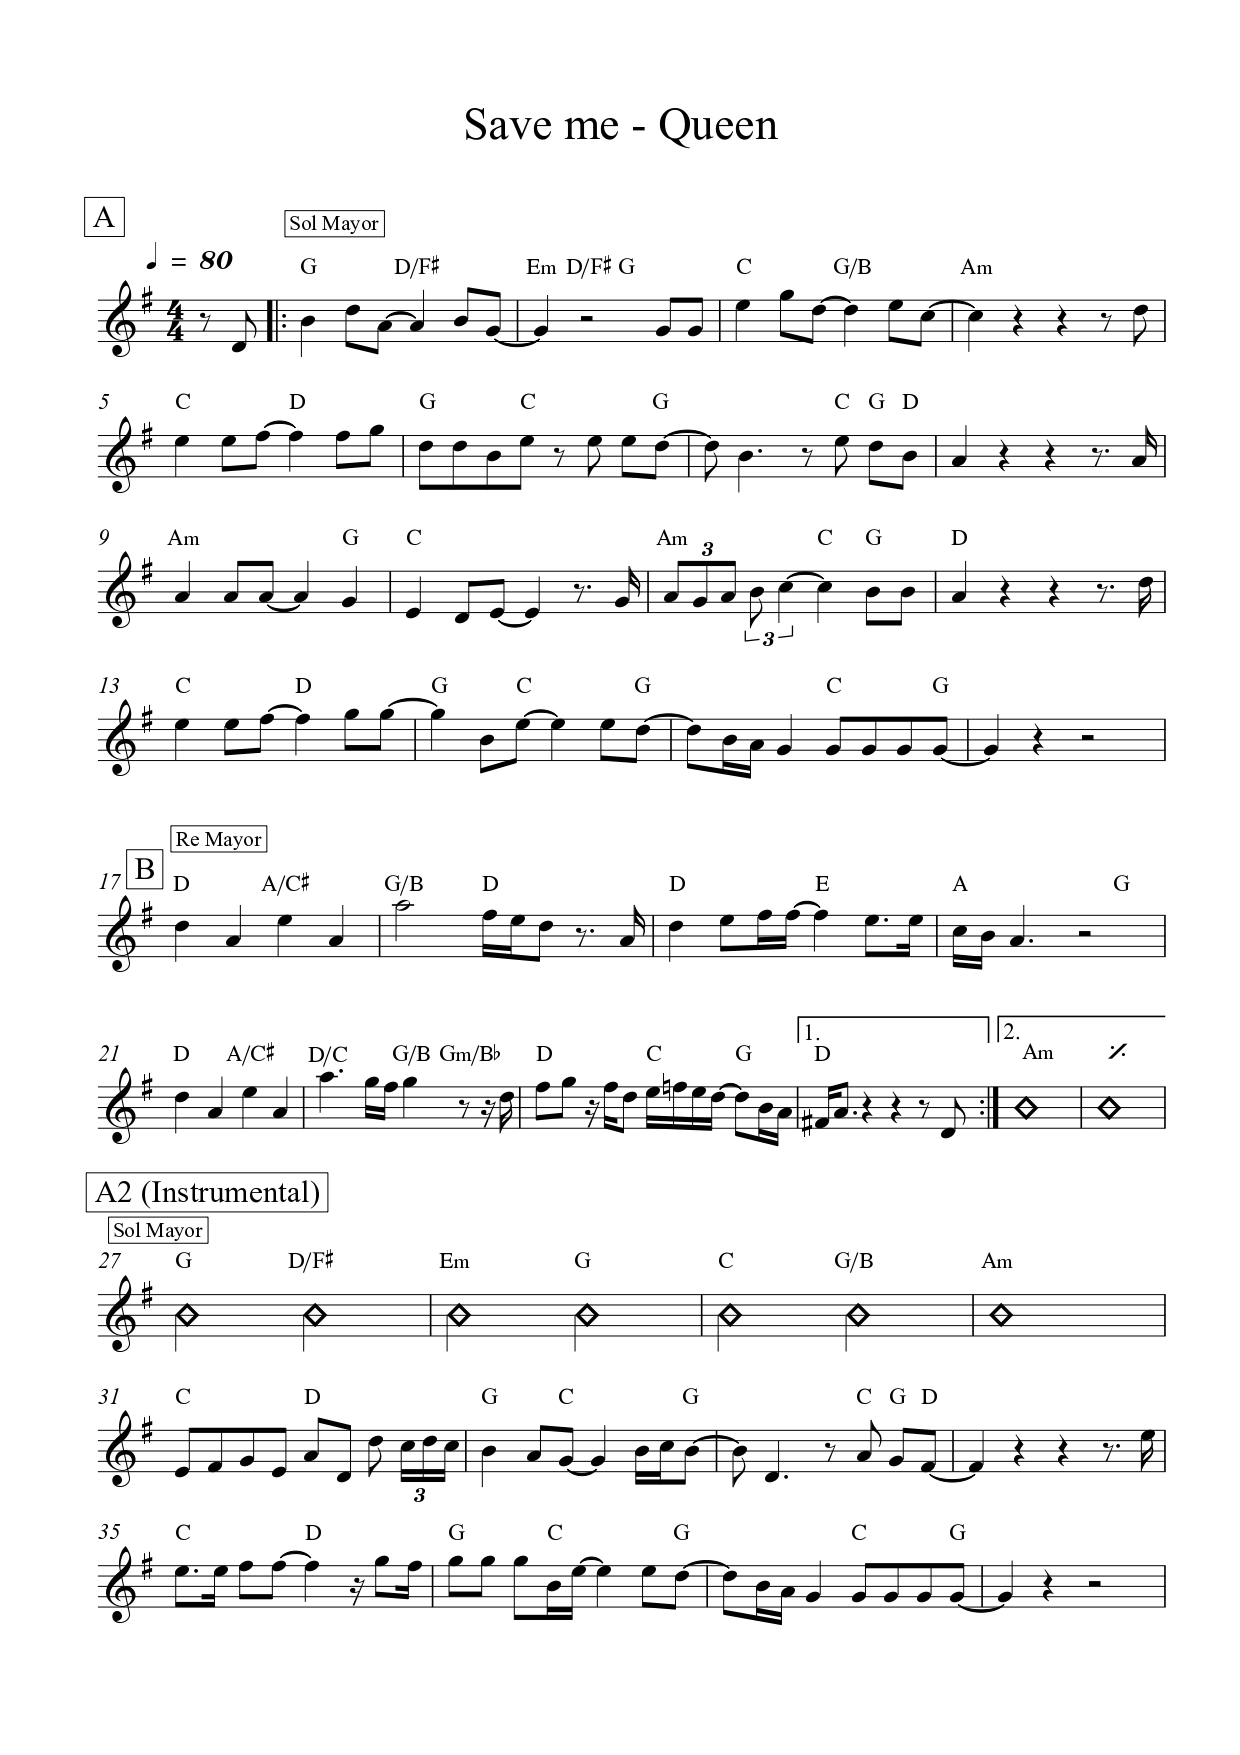 Save me - Queen
A
Sol Mayor
♩ = 80
G D/F♯ Em D/F♯ G C G/B Am
4
4
5
C D G C G C G D
9
Am G C Am C G D
3
3
13
C D G C G C G
Re Mayor
B
17
D A/C♯ G/B D D E A G
1. 2.
21
D A/C♯ D/C G/B Gm/B♭ D C G D Am
A2 (Instrumental)
Sol Mayor
27
G D/F♯ Em G C G/B Am
31
C D G C G C G D
3
35
C D G C G C G